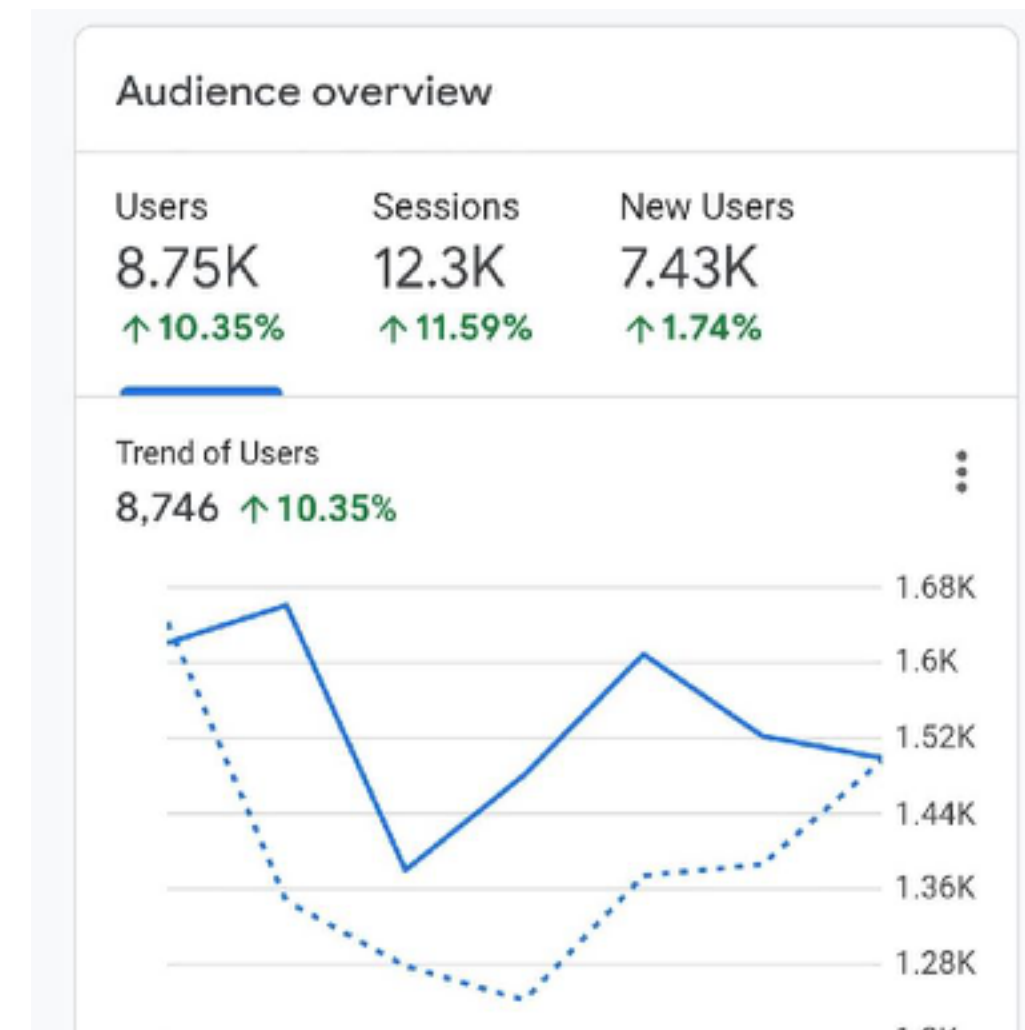 Audience overview
Users Sessions New Users
8.75K 12.3K 7.43K
↑10.35% ↑11.59% ↑1.74%
Trend of Users
8,746 ↑10.35%
1.68K
1.6K
1.52K
1.44K
1.36K
1.28K